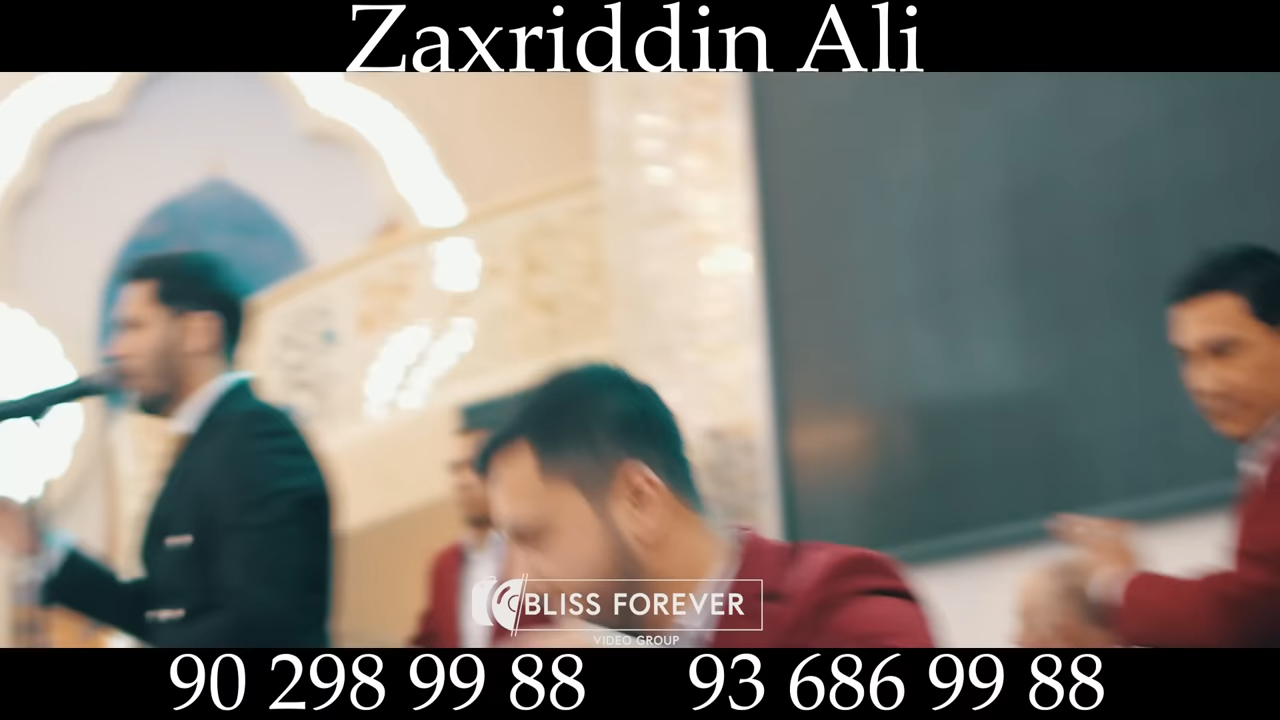 Zaxriddin Ali
BLISS FOREVER
VIDEO GROUP
90 298 99 88 93 686 99 88